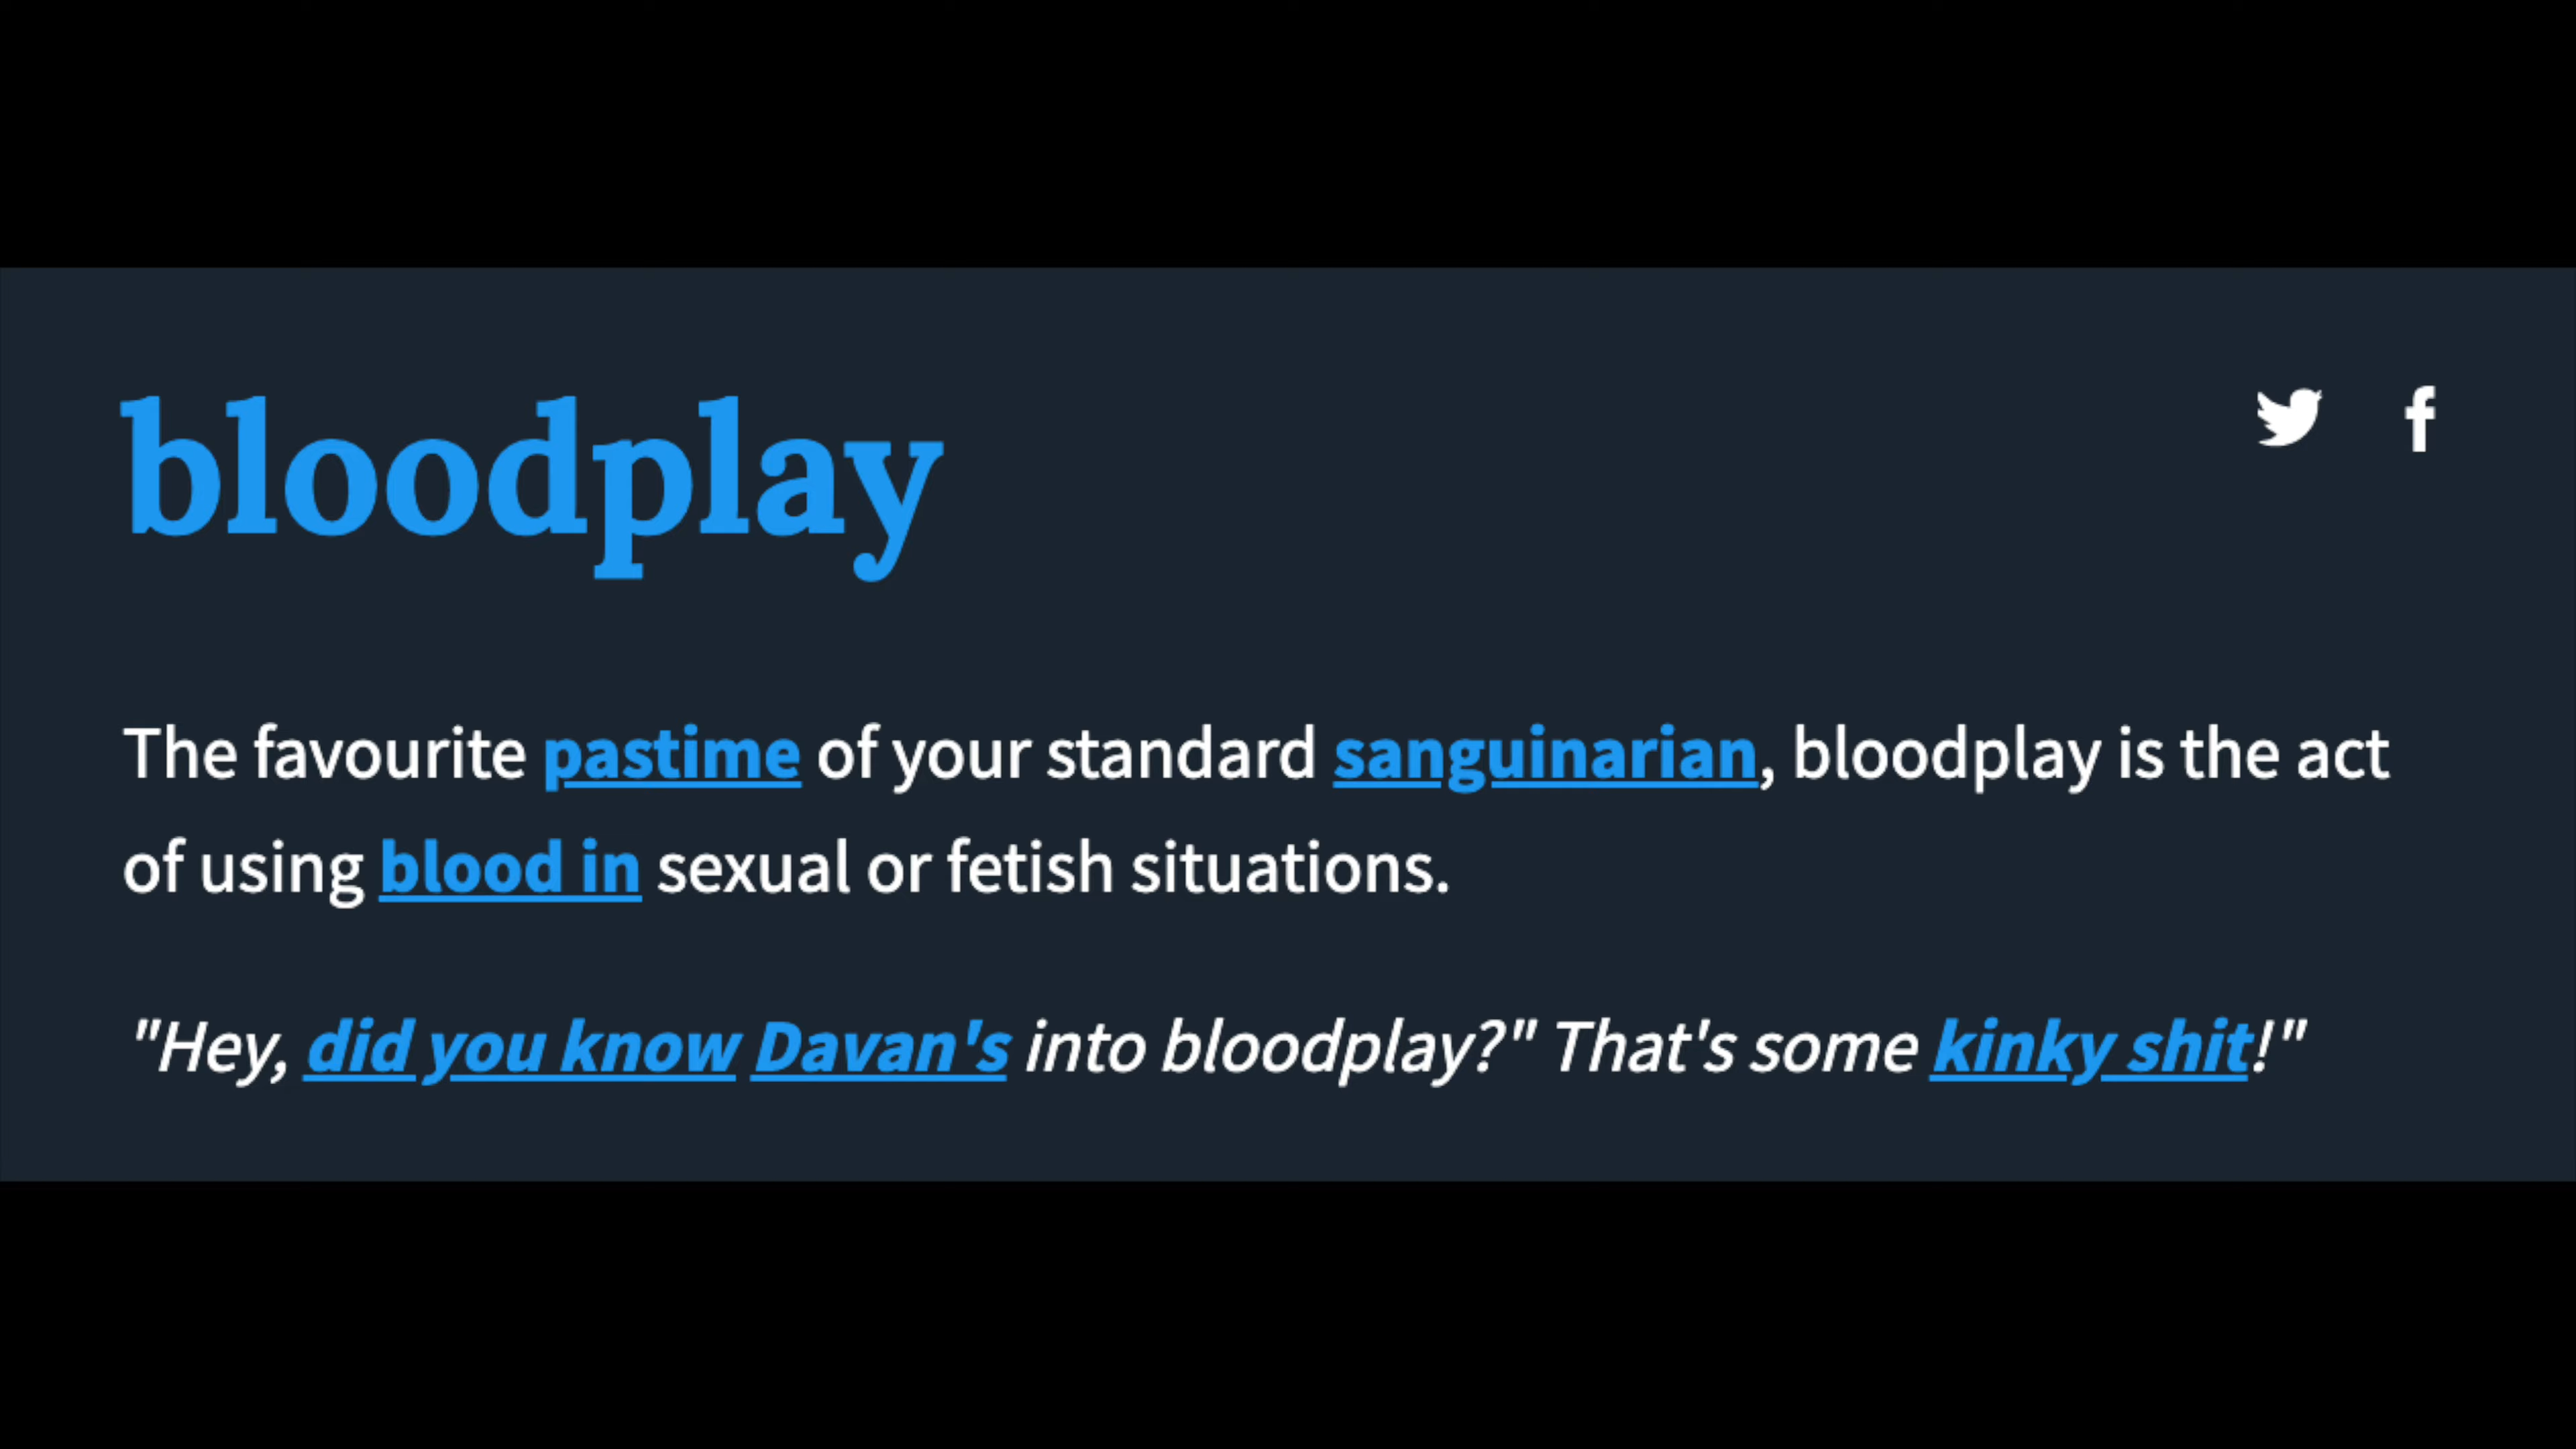 bloodplay
The favourite pastime of your standard sanguinarian, bloodplay is the act
of using blood in sexual or fetish situations.
"Hey, did you know Davan's into bloodplay?" That's some kinky shit!"